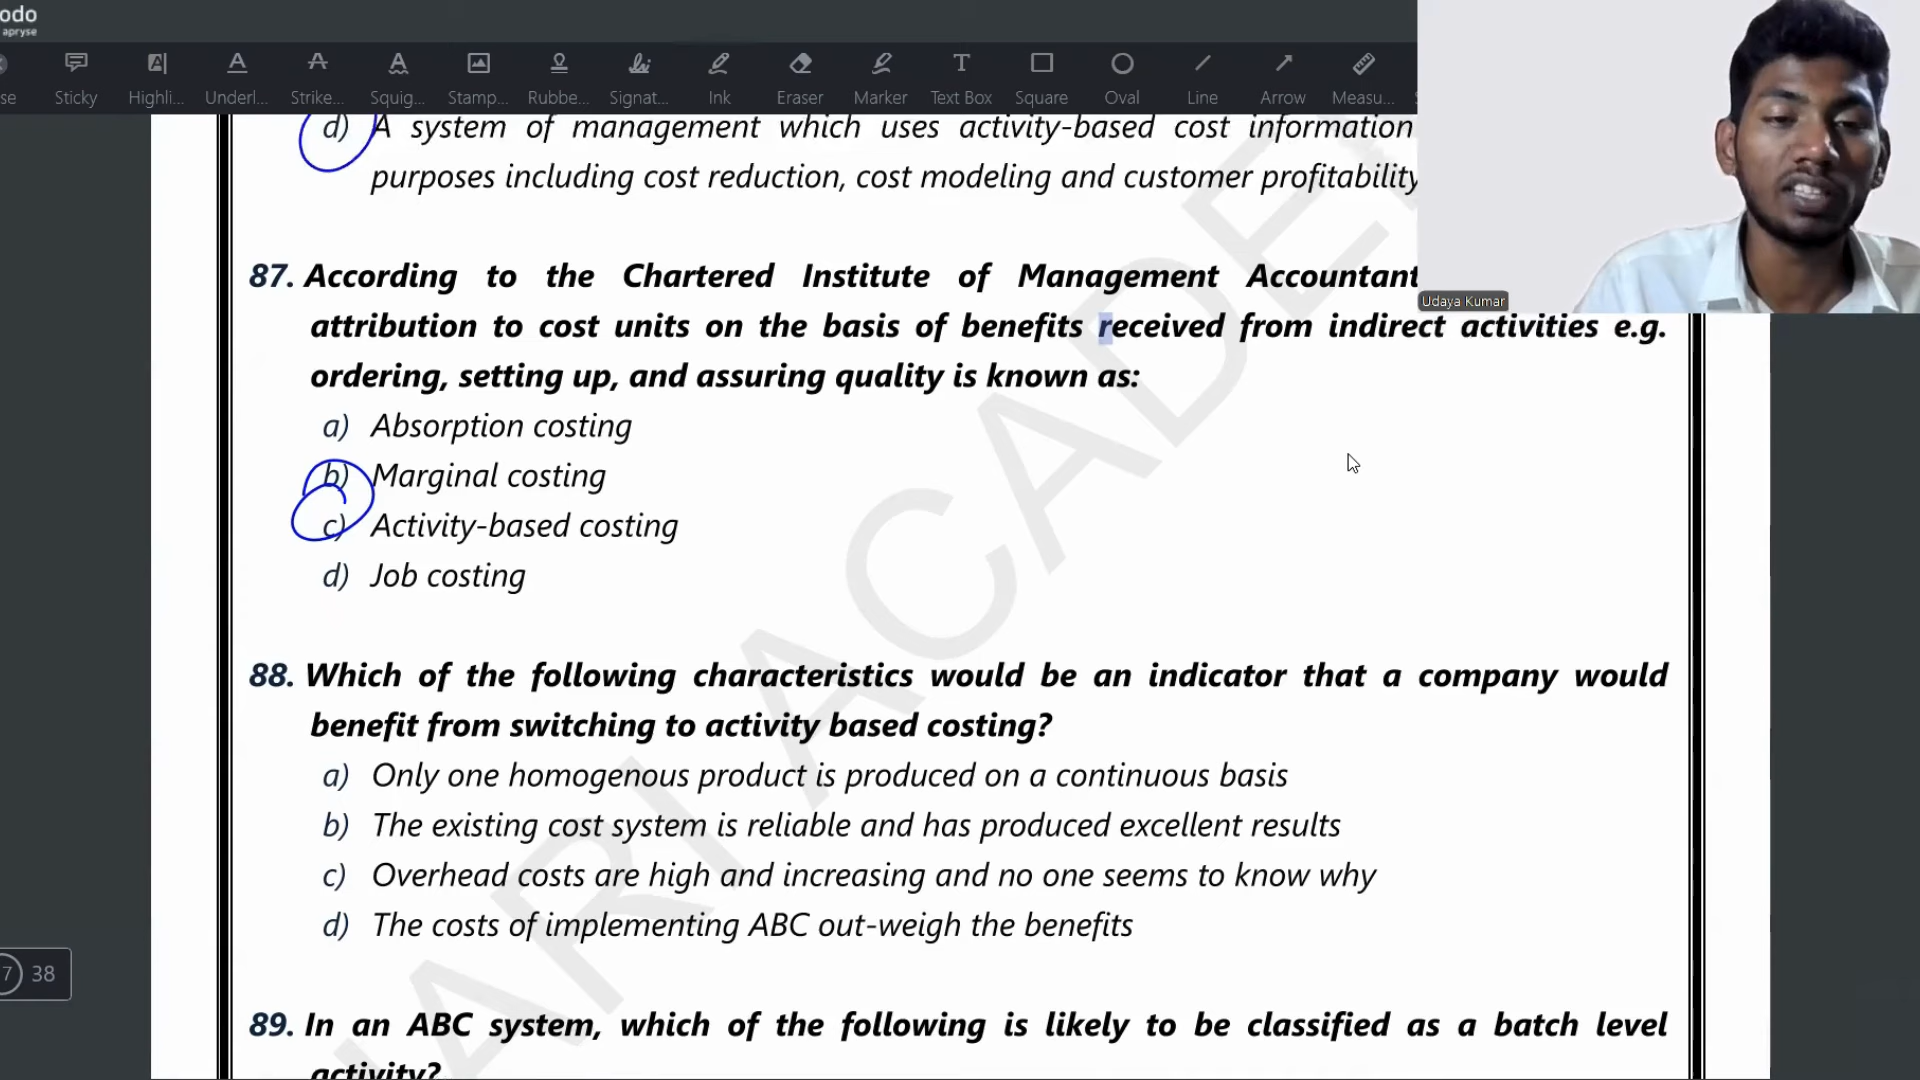 odo
apryse
se
Sticky
Highli...
Underl...
Strike...
Squig...
Stamp...
Rubbe...
Signat...
Ink
Eraser
Marker
Text Box
Square
Oval
Line
Arrow
Measu...
d) A system of management which uses activity-based cost information
purposes including cost reduction, cost modeling and customer profitability
87. According to the Chartered Institute of Management Accountant
attribution to cost units on the basis of benefits received from indirect activities e.g.
ordering, setting up, and assuring quality is known as:
a) Absorption costing
b) Marginal costing
c) Activity-based costing
d) Job costing
88. Which of the following characteristics would be an indicator that a company would
benefit from switching to activity based costing?
a) Only one homogenous product is produced on a continuous basis
b) The existing cost system is reliable and has produced excellent results
c) Overhead costs are high and increasing and no one seems to know why
d) The costs of implementing ABC out-weigh the benefits
89. In an ABC system, which of the following is likely to be classified as a batch level
activity?
Udaya Kumar
7 38
ARI ACADE